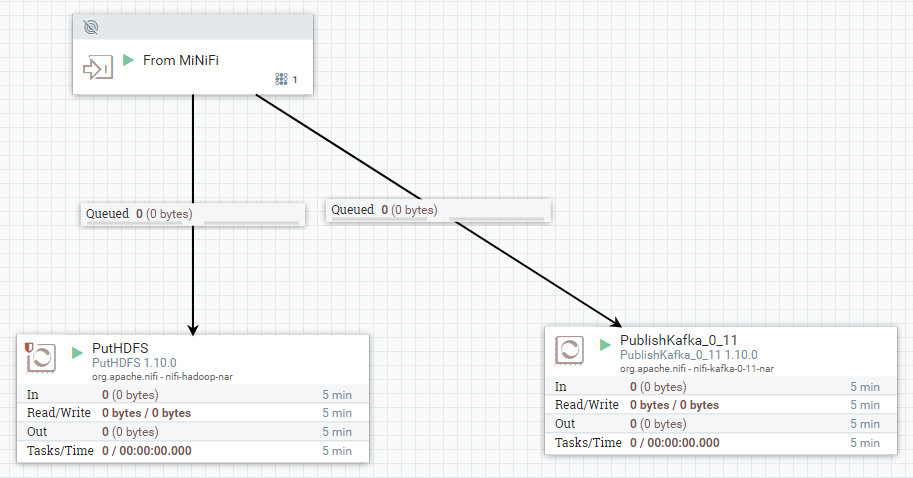 From MiNiFi
1
Queued 0 (0 bytes)
Queued 0 (0 bytes)
PutHDFS
PutHDFS 1.10.0
org.apache.nifi - nifi-hadoop-nar
In 0 (0 bytes) 5 min
Read/Write 0 bytes / 0 bytes 5 min
Out 0 (0 bytes) 5 min
Tasks/Time 0 / 00:00:00.000 5 min
PublishKafka_0_11
PublishKafka_0_11 1.10.0
org.apache.nifi - nifi-kafka-0-11-nar
In 0 (0 bytes) 5 min
Read/Write 0 bytes / 0 bytes 5 min
Out 0 (0 bytes) 5 min
Tasks/Time 0 / 00:00:00.000 5 min